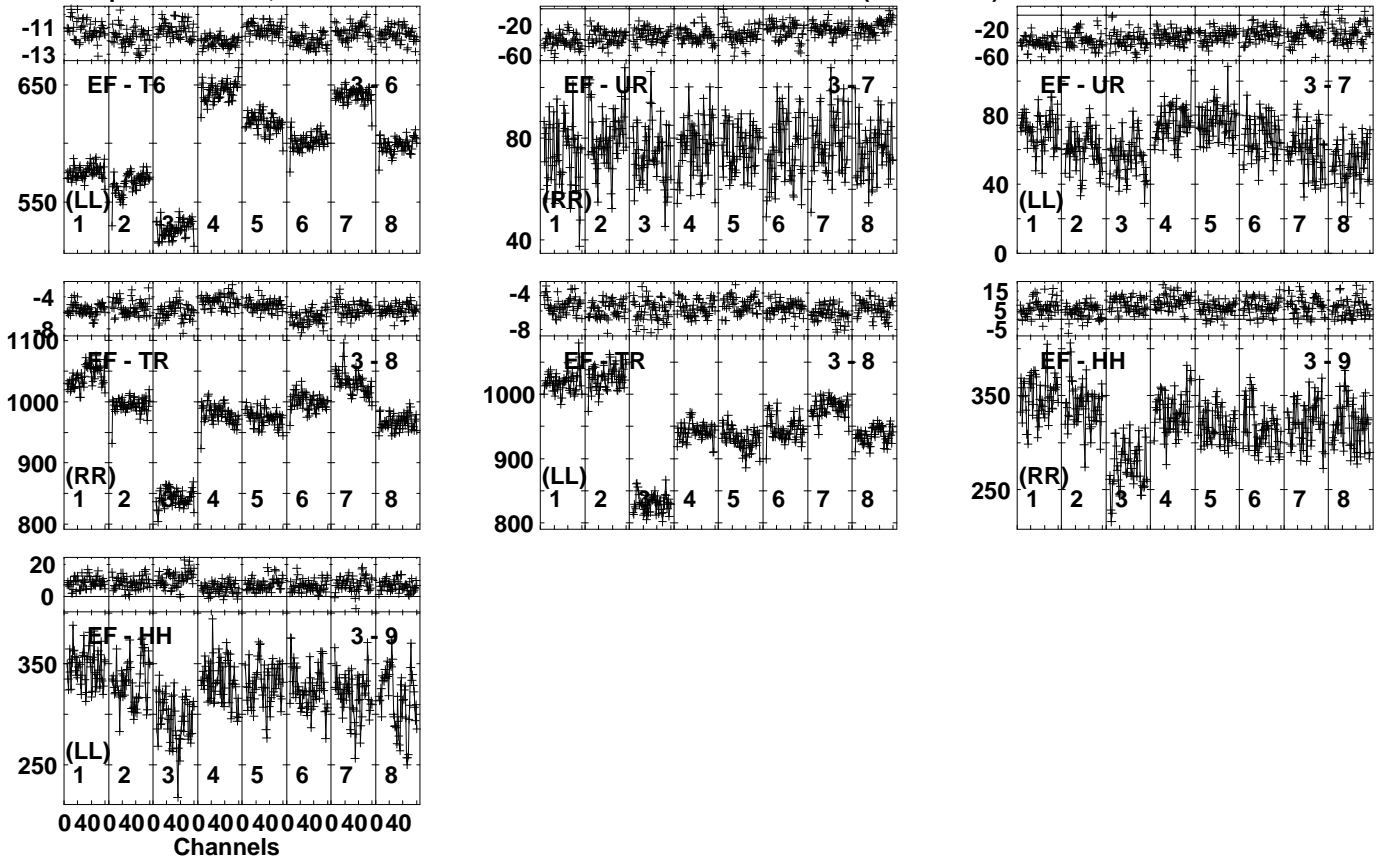 -11
-13
650
550
EF - T6 3 - 6
(LL)
1 2 3 4 5 6 7 8
-20
-60
80
40
EF - UR 3 - 7
(RR)
1 2 3 4 5 6 7 8
-20
-60
80
40
0
EF - UR 3 - 7
(LL)
1 2 3 4 5 6 7 8
-4
-8
1100
1000
900
800
EF - TR 3 - 8
(RR)
1 2 3 4 5 6 7 8
-4
-8
1000
900
800
EF - TR 3 - 8
(LL)
1 2 3 4 5 6 7 8
15
5
-5
350
250
EF - HH 3 - 9
(RR)
1 2 3 4 5 6 7 8
20
0
350
250
EF - HH 3 - 9
(LL)
1 2 3 4 5 6 7 8
0 40 0 40 0 40 0 40 0 40 0 40 0 40 0 40
Channels